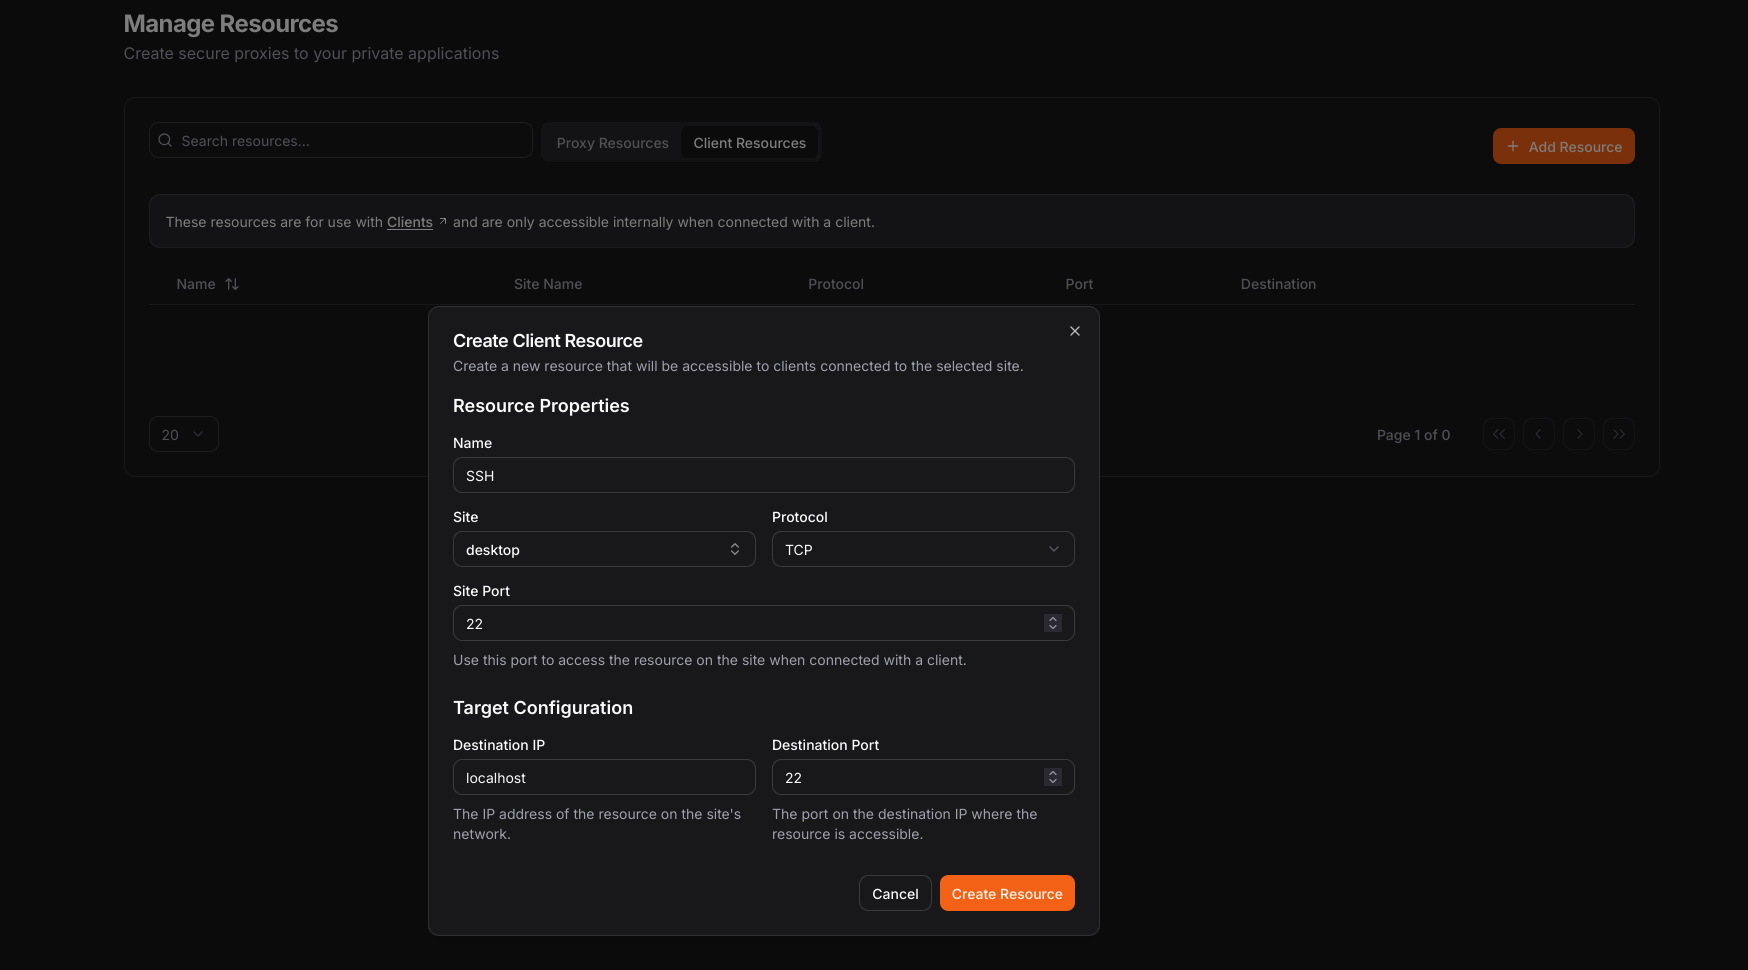 Manage Resources
Create secure proxies to your private applications
Search resources...
Proxy Resources
Client Resources
+ Add Resource
These resources are for use with Clients ↗ and are only accessible internally when connected with a client.
Name
Site Name
Protocol
Port
Destination
Create Client Resource
Create a new resource that will be accessible to clients connected to the selected site.
Resource Properties
Name
SSH
Site
Protocol
desktop
TCP
Site Port
22
Use this port to access the resource on the site when connected with a client.
Target Configuration
Destination IP
Destination Port
localhost
22
The IP address of the resource on the site's
network.
The port on the destination IP where the
resource is accessible.
Cancel
Create Resource
20
Page 1 of 0